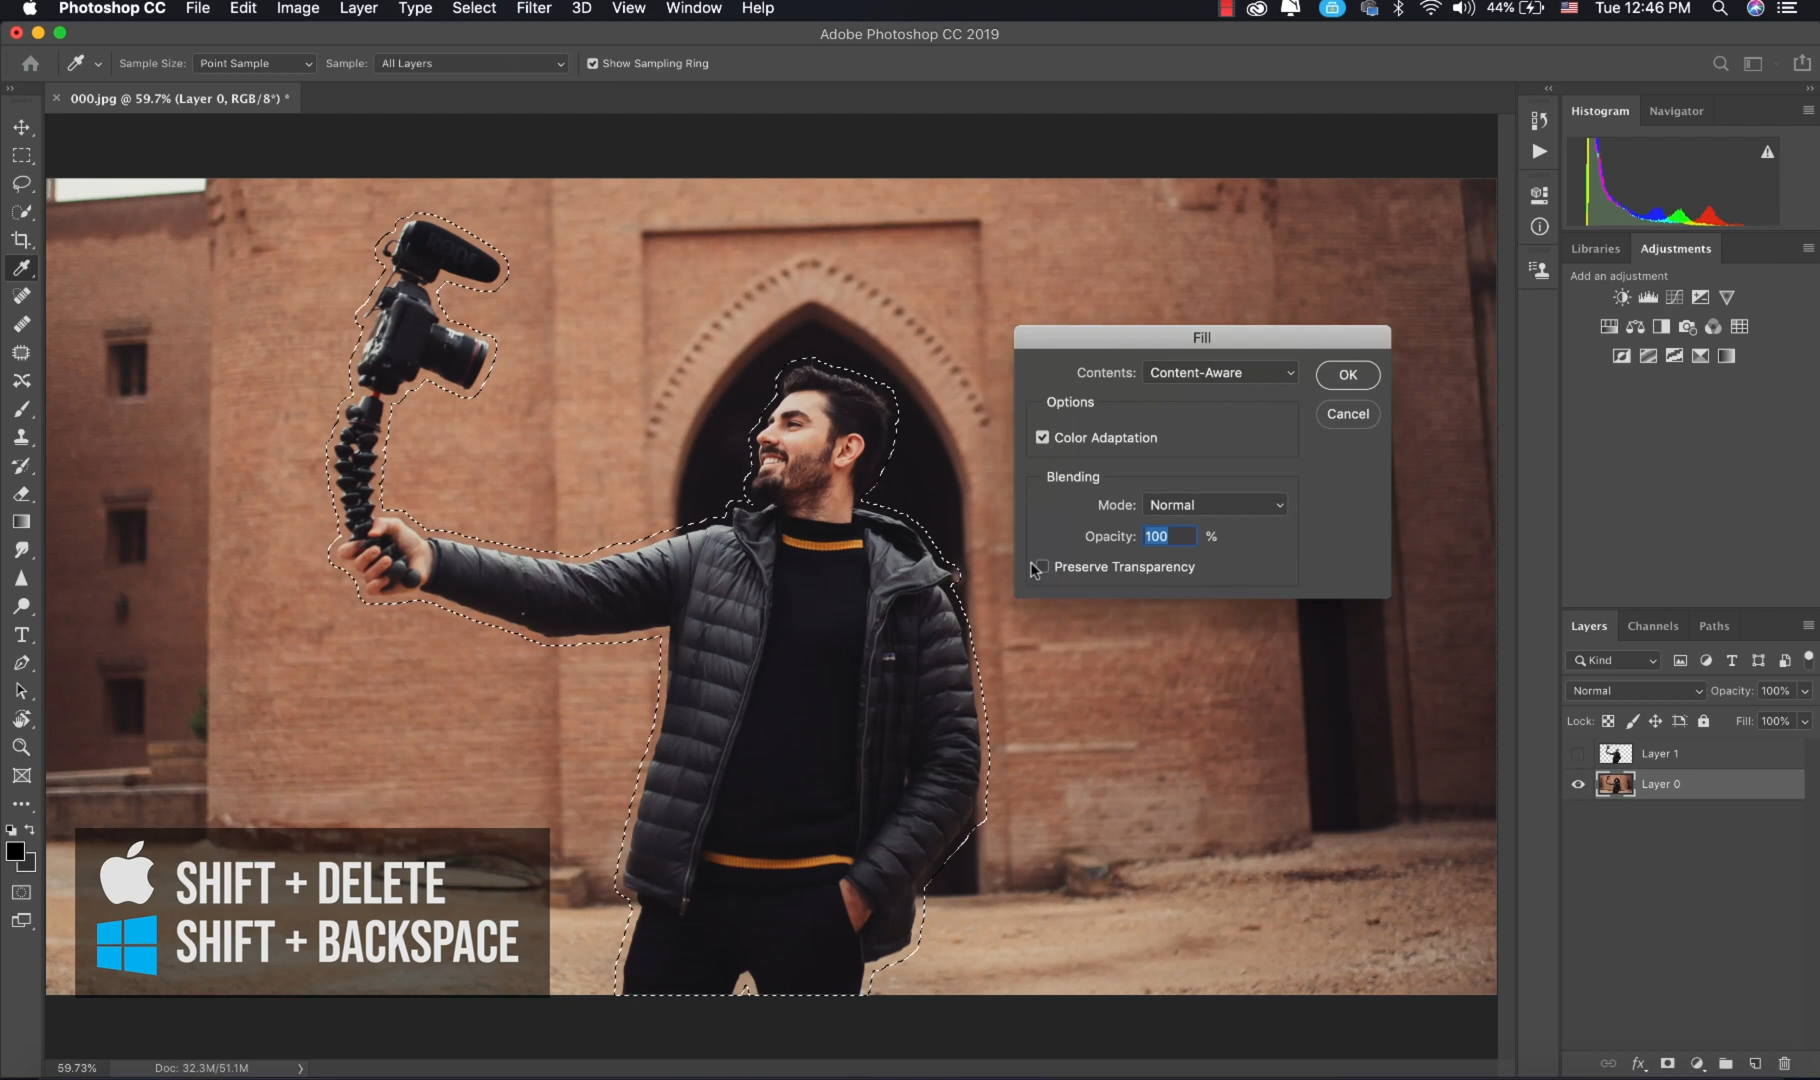 Photoshop CC File Edit Image Layer Type Select Filter 3D View Window Help 44% Tue 12:46 PM
Adobe Photoshop CC 2019
Sample Size: Point Sample Sample: All Layers Show Sampling Ring
000.jpg @ 59.7% (Layer 0, RGB/8*) *
Histogram Navigator
RODE
Libraries Adjustments
Add an adjustment
Fill
Contents: Content-Aware OK
Options
Cancel
Color Adaptation
Blending
Mode: Normal
Opacity: 100 %
Preserve Transparency
Layers Channels Paths
Kind
Normal Opacity: 100%
Lock: Fill: 100%
Layer 1
Layer 0
SHIFT + DELETE
SHIFT + BACKSPACE
59.73% Doc: 32.3M/51.1M